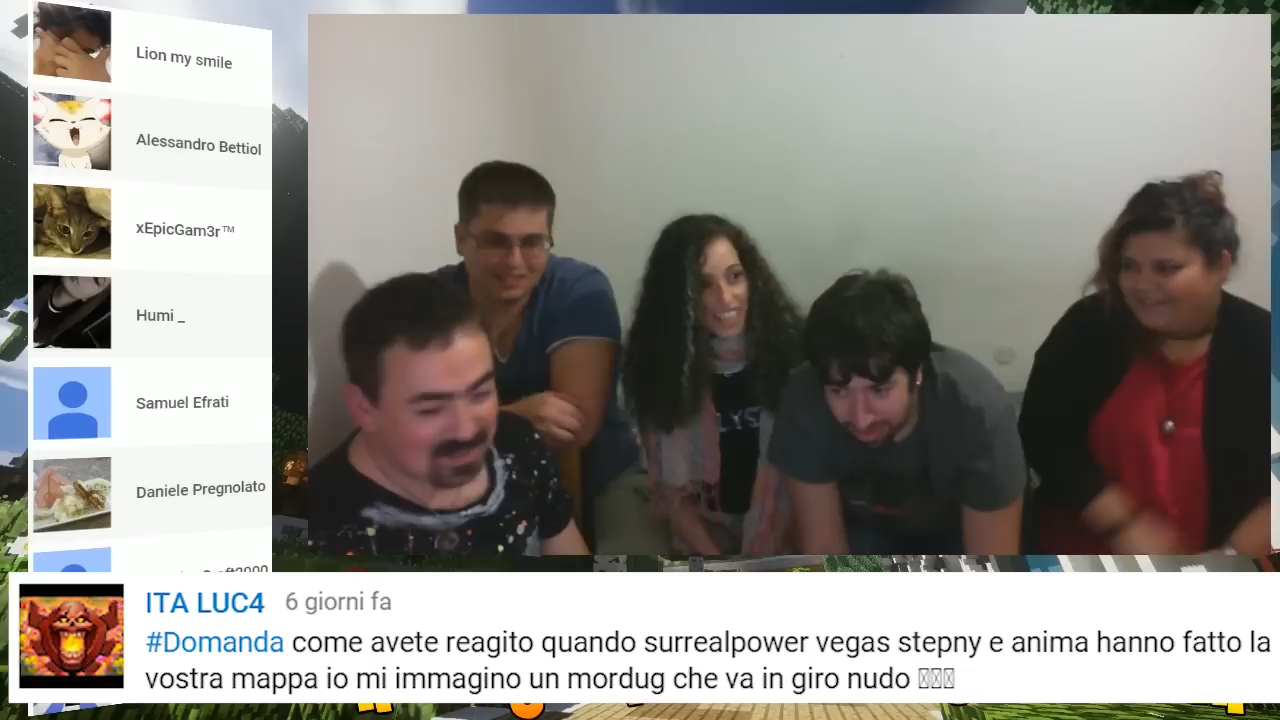 Lion my smile
Alessandro Bettiol
xEpicGam3r™
Humi _
Samuel Efrati
Daniele Pregnolato
LYS
ITA LUC4 6 giorni fa
#Domanda come avete reagito quando surrealpower vegas stepny e anima hanno fatto la
vostra mappa io mi immagino un mordug che va in giro nudo